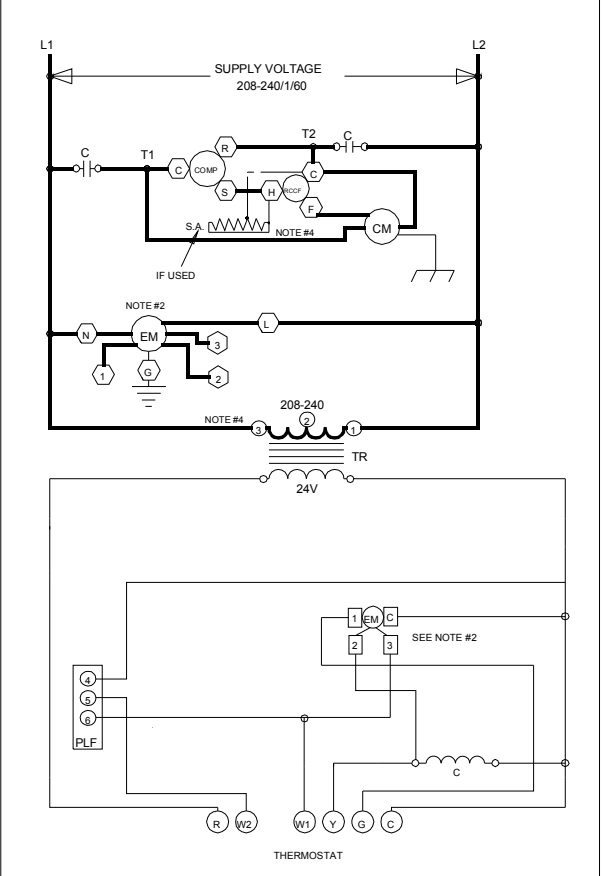 L1
L2
SUPPLY VOLTAGE
208-240/1/60
C
T1
T2
C
C
COMP
R
S
H
RCCF
C
F
S.A.
NOTE #4
CM
IF USED
NOTE #2
N
EM
L
3
1
G
2
NOTE #4
208-240
3
2
1
TR
24V
1
EM
C
2
3
SEE NOTE #2
4
5
6
PLF
C
R
W2
W1
Y
G
C
THERMOSTAT